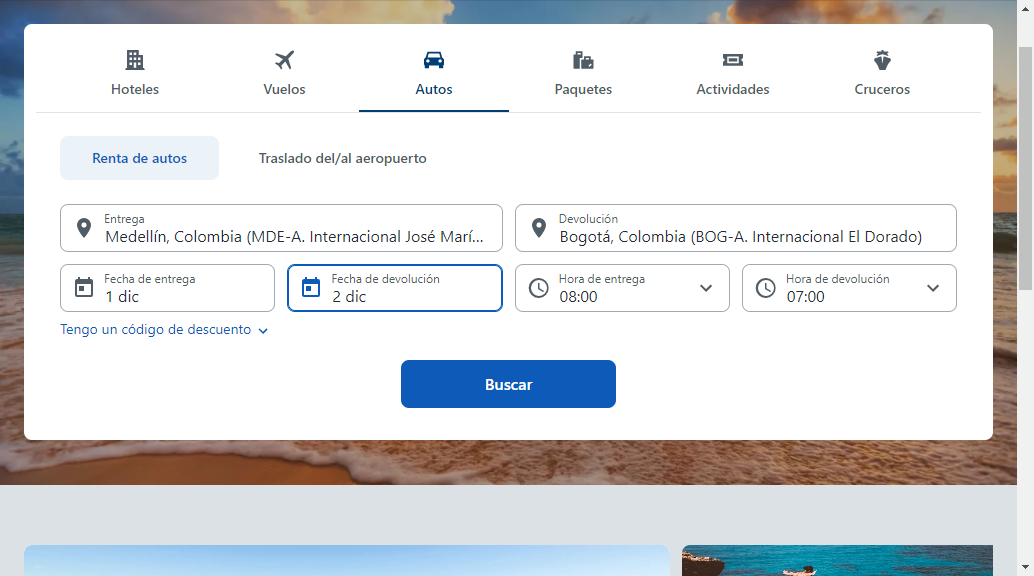 Hoteles
Vuelos
Autos
Paquetes
Actividades
Cruceros
Renta de autos
Traslado del/al aeropuerto
Entrega
Medellín, Colombia (MDE-A. Internacional José Marí...
Devolución
Bogotá, Colombia (BOG-A. Internacional El Dorado)
Fecha de entrega
1 dic
Fecha de devolución
2 dic
Hora de entrega
08:00
Hora de devolución
07:00
Tengo un código de descuento
Buscar